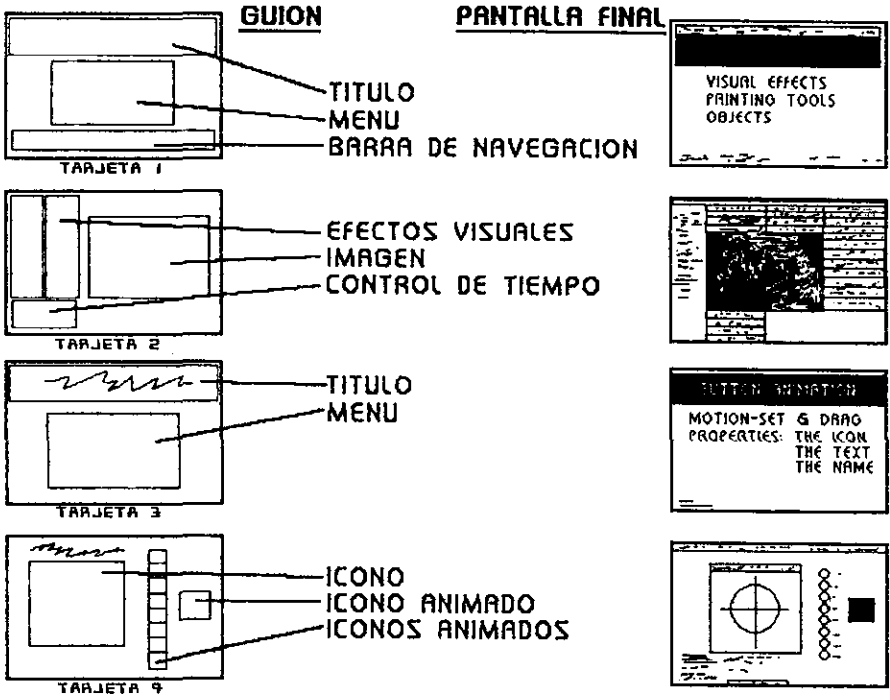 GUION PANTALLA FINAL
TITULO
MENU
BARRA DE NAVEGACION
TARJETA 1
VISUAL EFFECTS
PAINTING TOOLS
OBJECTS
EFECTOS VISUALES
IMAGEN
CONTROL DE TIEMPO
TARJETA 2
TITULO
MENU
TARJETA 3
BUTTON ANIMATION
MOTION-SET & DRAG
PROPERTIES: THE ICON
THE TEXT
THE NAME
ICONO
ICONO ANIMADO
ICONOS ANIMADOS
TARJETA 4